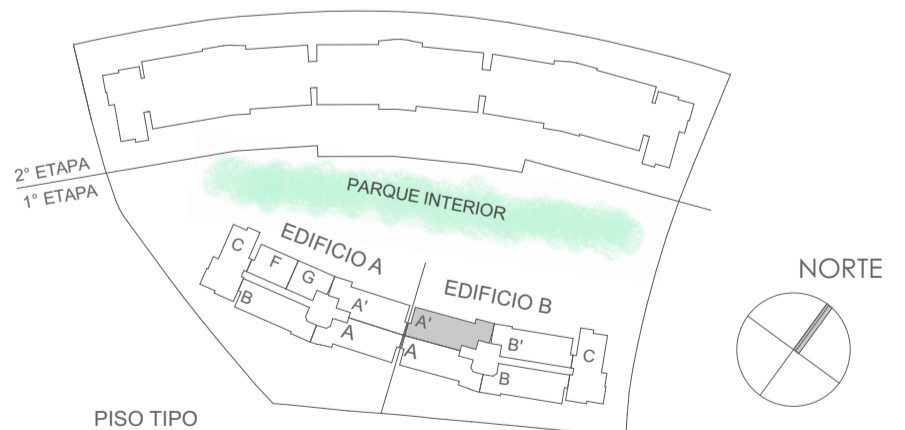 2° ETAPA
1° ETAPA
PARQUE INTERIOR
EDIFICIO A
C
F
G
B
A'
A
EDIFICIO B
A'
B'
C
A
B
NORTE
PISO TIPO